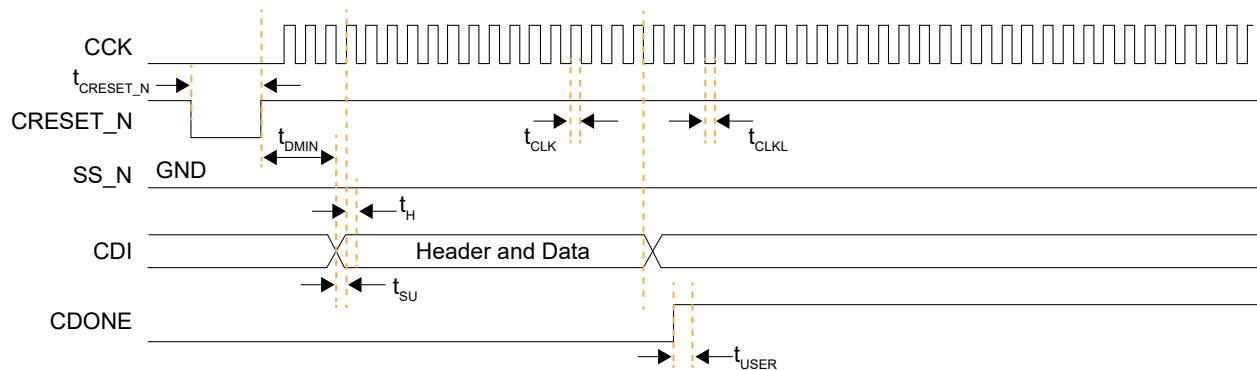 CCK
tCRESET_N
CRESET_N
tDMIN
tCLK
tCLKL
SS_N
GND
tH
CDI
Header and Data
tSU
CDONE
tUSER